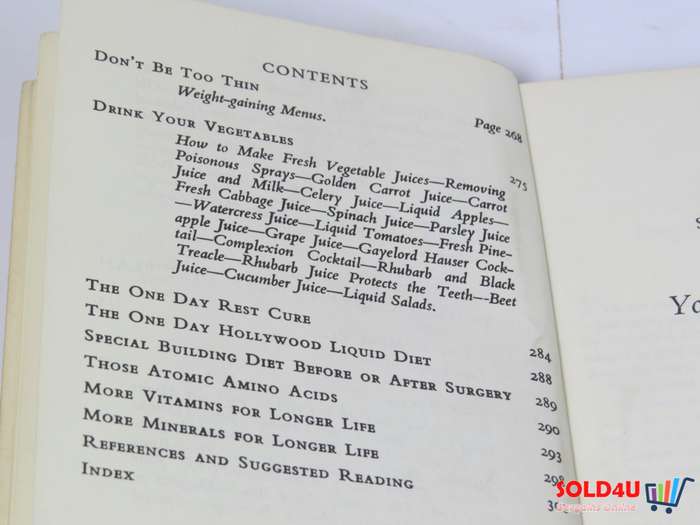 CONTENTS
DON'T BE TOO THIN Page 268
Weight-gaining Menus.
DRINK YOUR VEGETABLES 275
How to Make Fresh Vegetable Juices—Removing
Poisonous Sprays—Golden Carrot Juice—Carrot
Juice and Milk—Celery Juice—Liquid Apples—
Fresh Cabbage Juice—Spinach Juice—Parsley Juice
—Watercress Juice—Liquid Tomatoes—Fresh Pine-
apple Juice—Grape Juice—Gayelord Hauser Cock-
tail—Complexion Cocktail—Rhubarb and Black
Treacle—Rhubarb Juice Protects the Teeth—Beet
Juice—Cucumber Juice—Liquid Salads.
THE ONE DAY REST CURE 284
THE ONE DAY HOLLYWOOD LIQUID DIET 288
SPECIAL BUILDING DIET BEFORE OR AFTER SURGERY 289
THOSE ATOMIC AMINO ACIDS 290
MORE VITAMINS FOR LONGER LIFE 293
MORE MINERALS FOR LONGER LIFE 298
REFERENCES AND SUGGESTED READING
INDEX
Yo
SOLD4U
Bargains Online